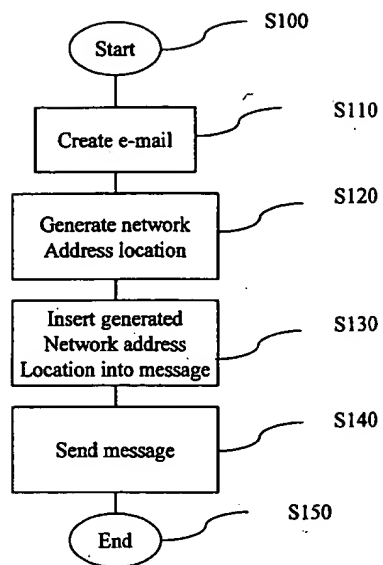 Start
S100
Create e-mail
S110
Generate network
Address location
S120
Insert generated
Network address
Location into message
S130
Send message
S140
End
S150